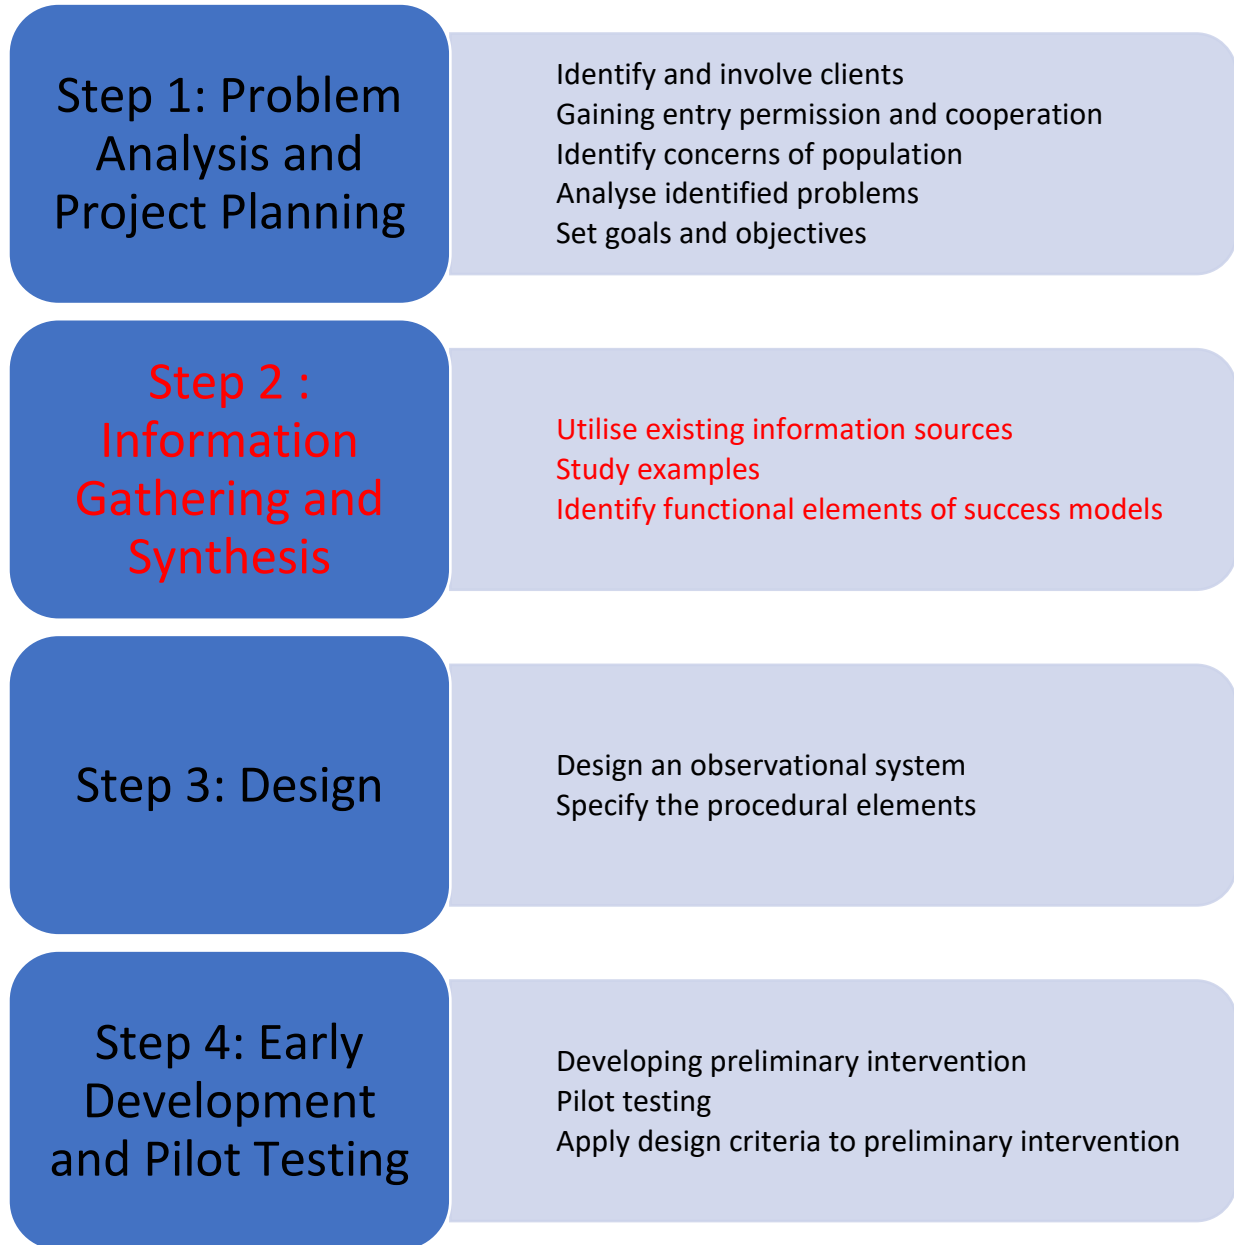 Step 1: Problem
Analysis and
Project Planning
Identify and involve clients
Gaining entry permission and cooperation
Identify concerns of population
Analyse identified problems
Set goals and objectives
Step 2 :
Information
Gathering and
Synthesis
Utilise existing information sources
Study examples
Identify functional elements of success models
Step 3: Design
Design an observational system
Specify the procedural elements
Step 4: Early
Development
and Pilot Testing
Developing preliminary intervention
Pilot testing
Apply design criteria to preliminary intervention